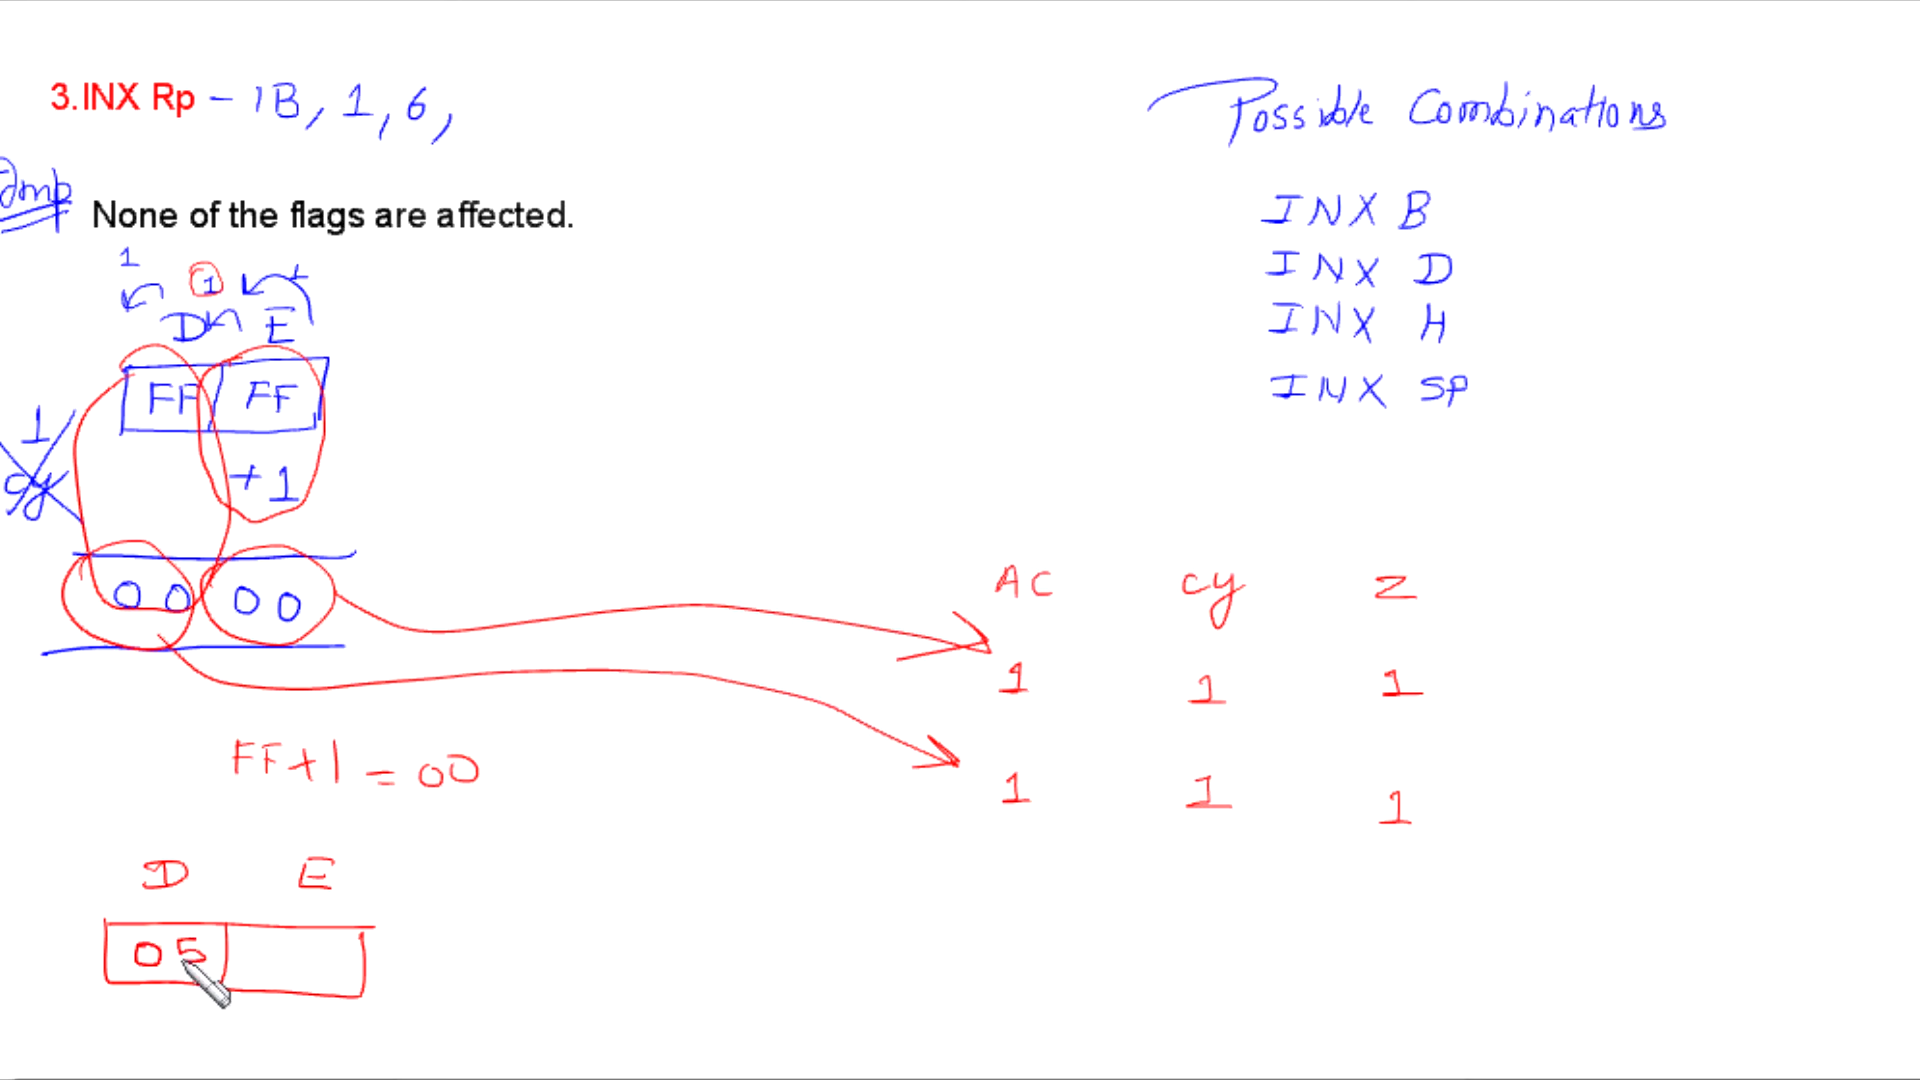 3.INX Rp - 1B, 1, 6,
Imp None of the flags are affected.
1 1 1
D E
FF FF
1
cy
+ 1
00 00
FF + 1 = 00
D E
05
Possible Combinations
INX B
INX D
INX H
INX SP
AC cy Z
1 1 1
1 1 1